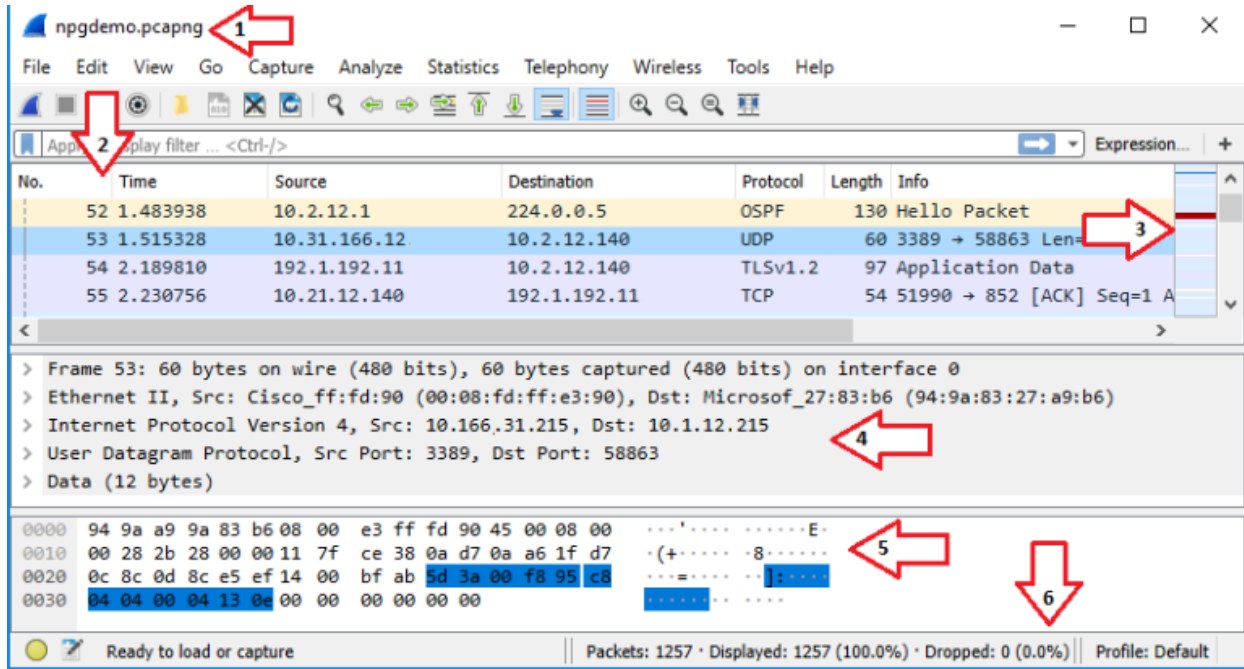 npgdemo.pcapng 1
File Edit View Go Capture Analyze Statistics Telephony Wireless Tools Help
2 display filter ... <Ctrl-/> Expression... +
No. Time Source Destination Protocol Length Info
52 1.483938 10.2.12.1 224.0.0.5 OSPF 130 Hello Packet
53 1.515328 10.31.166.12. 10.2.12.140 UDP 60 3389 → 58863 Len= 3
54 2.189810 192.1.192.11 10.2.12.140 TLSv1.2 97 Application Data
55 2.230756 10.21.12.140 192.1.192.11 TCP 54 51990 → 852 [ACK] Seq=1 A
> Frame 53: 60 bytes on wire (480 bits), 60 bytes captured (480 bits) on interface 0
> Ethernet II, Src: Cisco_ff:fd:90 (00:08:fd:ff:e3:90), Dst: Microsof_27:83:b6 (94:9a:83:27:a9:b6)
> Internet Protocol Version 4, Src: 10.166.31.215, Dst: 10.1.12.215 4
> User Datagram Protocol, Src Port: 3389, Dst Port: 58863
> Data (12 bytes)
0000 94 9a a9 9a 83 b6 08 00 e3 ff fd 90 45 00 08 00 ···'···· ······E·
0010 00 28 2b 28 00 00 11 7f ce 38 0a d7 0a a6 1f d7 ·(+····· ·8······ 5
0020 0c 8c 0d 8c e5 ef 14 00 bf ab 5d 3a 00 f8 95 c8 ···=···· ··]:····
0030 04 04 00 04 13 0e 00 00 00 00 00 00 ········ ····
6
Ready to load or capture Packets: 1257 · Displayed: 1257 (100.0%) · Dropped: 0 (0.0%) Profile: Default